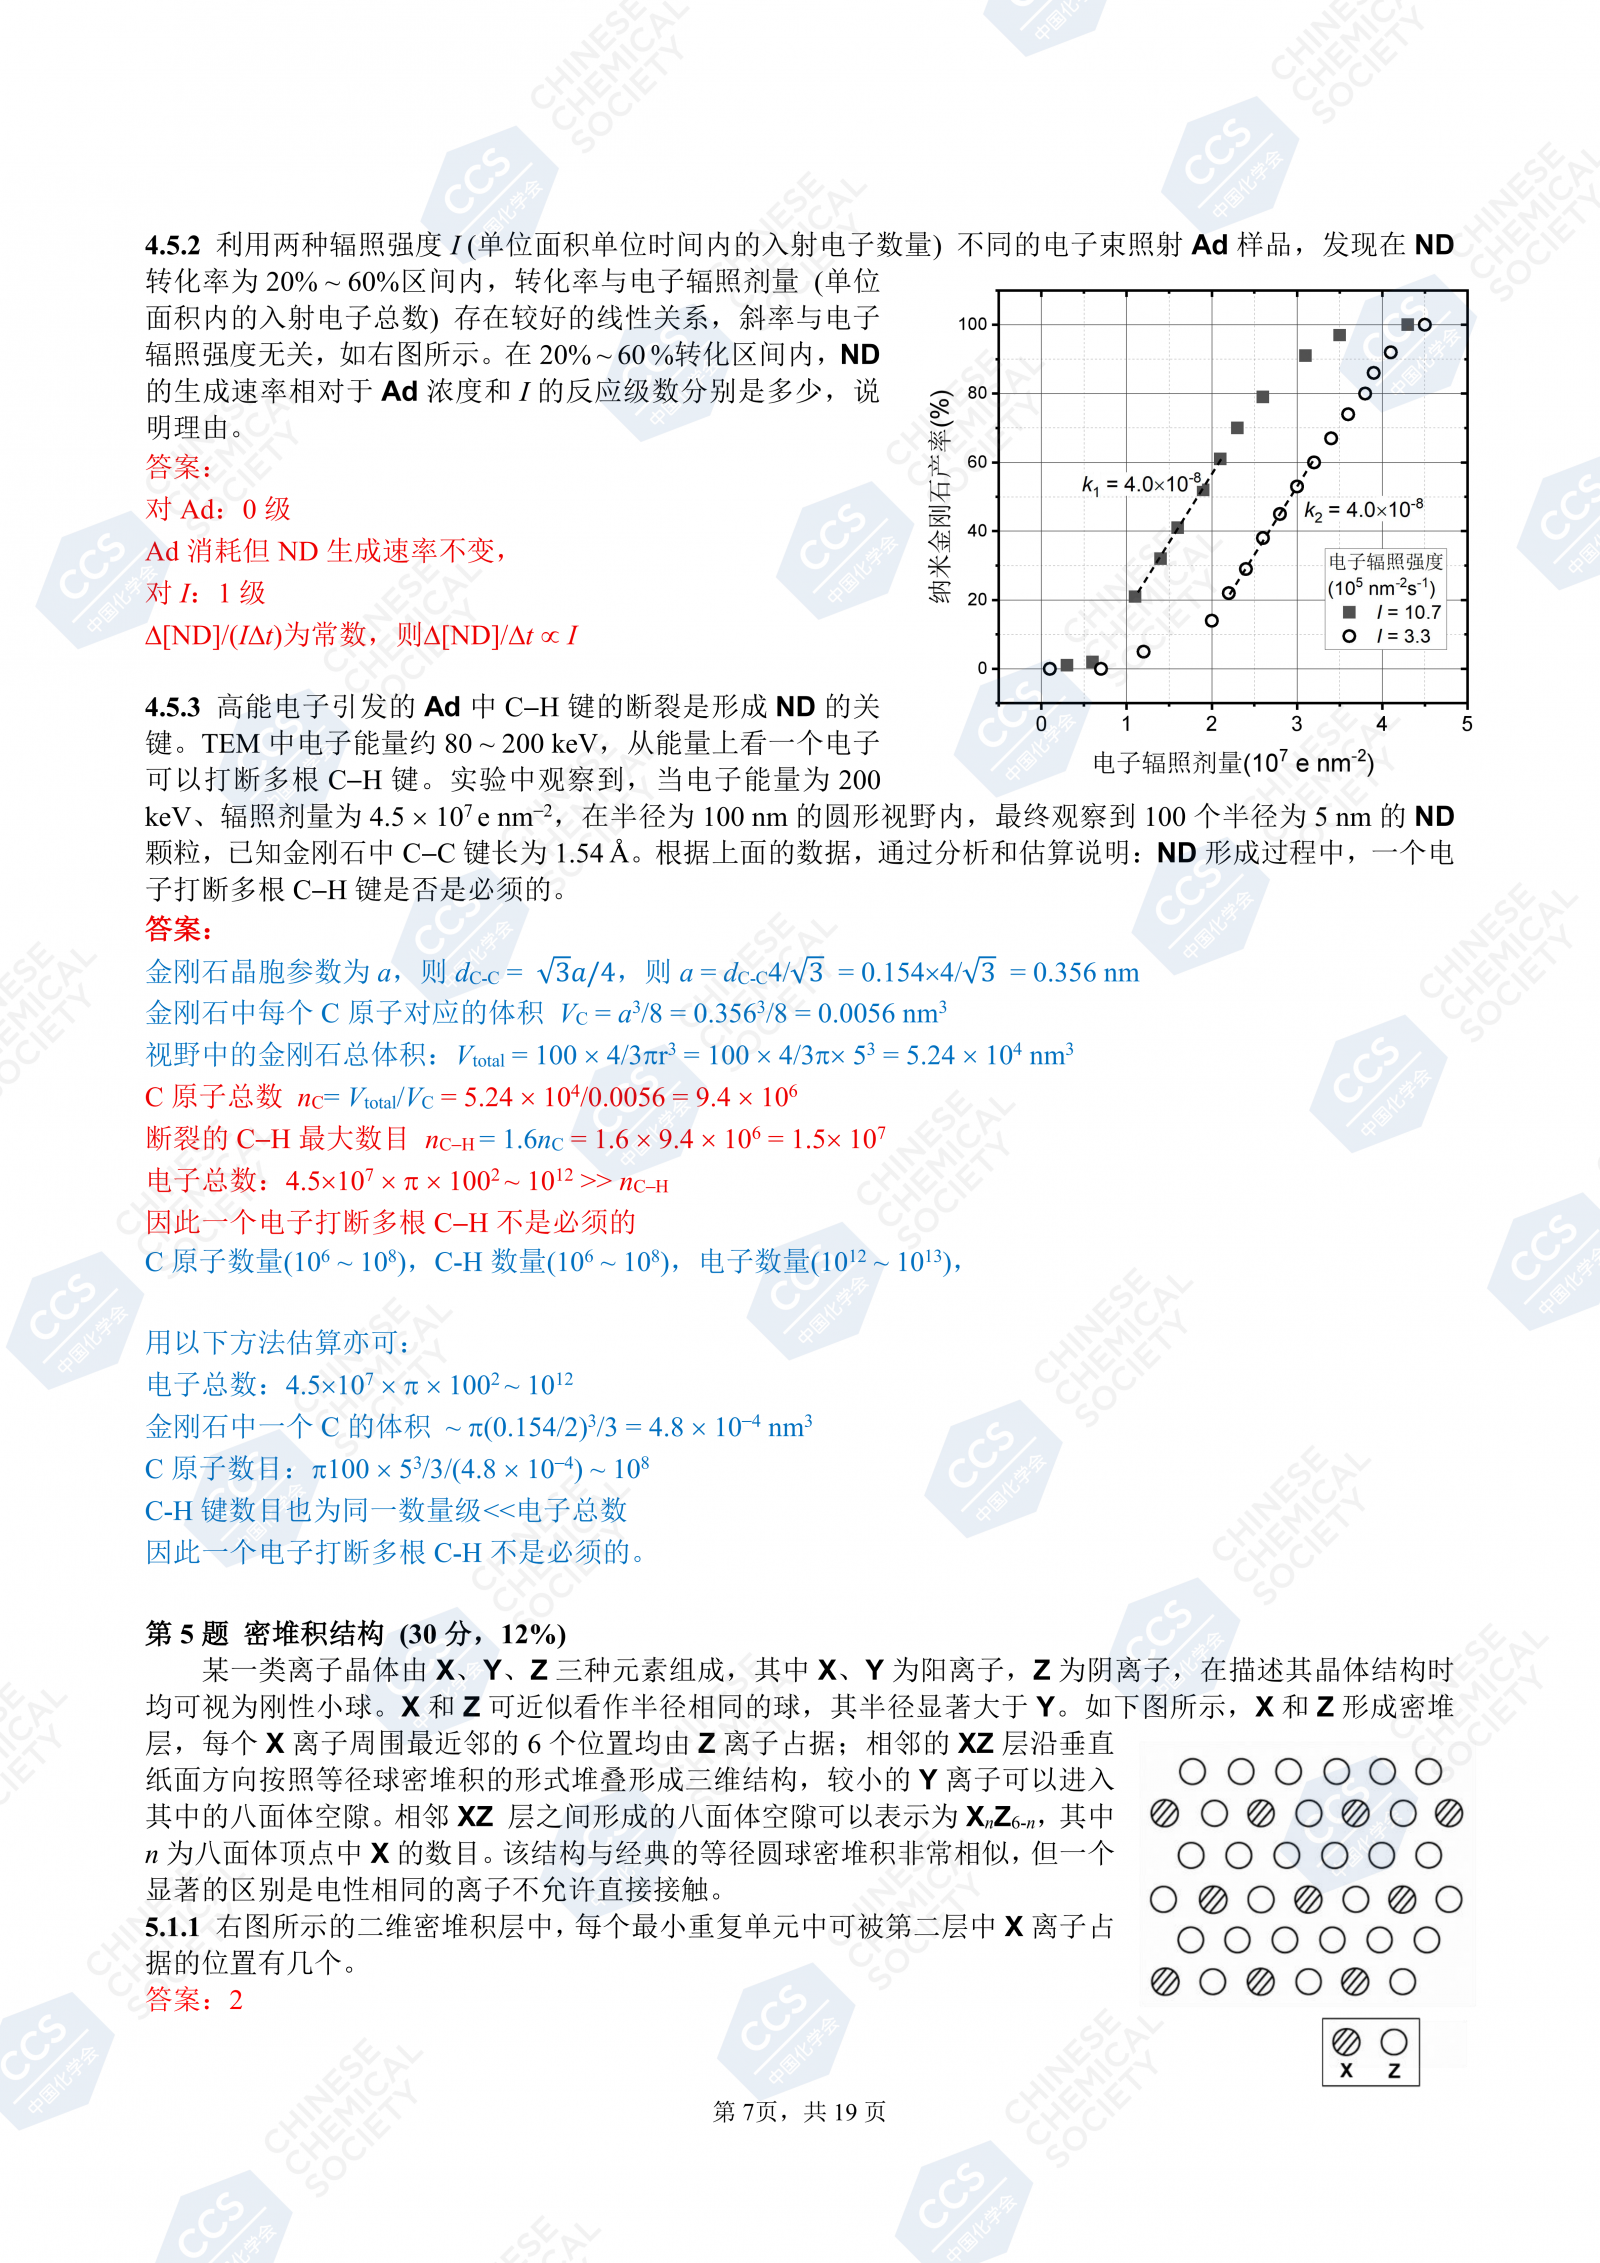 4.5.2 利用两种辐照强度 I (单位面积单位时间内的入射电子数量) 不同的电子束照射 Ad 样品，发现在 ND
转化率为 20% ~ 60%区间内，转化率与电子辐照剂量 (单位
面积内的入射电子总数) 存在较好的线性关系，斜率与电子
辐照强度无关，如右图所示。在 20% ~ 60 %转化区间内，ND
的生成速率相对于 Ad 浓度和 I 的反应级数分别是多少，说
明理由。
答案：
对 Ad：0 级
Ad 消耗但 ND 生成速率不变，
对 I：1 级
Δ[ND]/(IΔt)为常数，则Δ[ND]/Δt ∝ I
纳米金刚石产率(%)
100
80
60
40
20
0
k₁ = 4.0×10⁻⁸
k₂ = 4.0×10⁻⁸
电子辐照强度
(10⁵ nm⁻²s⁻¹)
I = 10.7
I = 3.3
0 1 2 3 4 5
电子辐照剂量(10⁷ e nm⁻²)
4.5.3 高能电子引发的 Ad 中 C–H 键的断裂是形成 ND 的关
键。TEM 中电子能量约 80 ~ 200 keV，从能量上看一个电子
可以打断多根 C–H 键。实验中观察到，当电子能量为 200
keV、辐照剂量为 4.5 × 10⁷ e nm⁻²，在半径为 100 nm 的圆形视野内，最终观察到 100 个半径为 5 nm 的 ND
颗粒，已知金刚石中 C–C 键长为 1.54 Å。根据上面的数据，通过分析和估算说明：ND 形成过程中，一个电
子打断多根 C–H 键是否是必须的。
答案：
金刚石晶胞参数为 a，则 d_C-C = √3a/4，则 a = d_C-C4/√3 = 0.154×4/√3 = 0.356 nm
金刚石中每个 C 原子对应的体积 V_C = a³/8 = 0.356³/8 = 0.0056 nm³
视野中的金刚石总体积：V_total = 100 × 4/3πr³ = 100 × 4/3π× 5³ = 5.24 × 10⁴ nm³
C 原子总数 n_C= V_total/V_C = 5.24 × 10⁴/0.0056 = 9.4 × 10⁶
断裂的 C–H 最大数目 n_C–H = 1.6n_C = 1.6 × 9.4 × 10⁶ = 1.5× 10⁷
电子总数：4.5×10⁷ × π × 100² ~ 10¹² >> n_C–H
因此一个电子打断多根 C–H 不是必须的
C 原子数量(10⁶ ~ 10⁸)，C-H 数量(10⁶ ~ 10⁸)，电子数量(10¹² ~ 10¹³)，
用以下方法估算亦可：
电子总数：4.5×10⁷ × π × 100² ~ 10¹²
金刚石中一个 C 的体积 ~ π(0.154/2)³/3 = 4.8 × 10⁻⁴ nm³
C 原子数目：π100 × 5³/3/(4.8 × 10⁻⁴) ~ 10⁸
C-H 键数目也为同一数量级<<电子总数
因此一个电子打断多根 C-H 不是必须的。
第 5 题 密堆积结构 (30 分，12%)
某一类离子晶体由 X、Y、Z 三种元素组成，其中 X、Y 为阳离子，Z 为阴离子，在描述其晶体结构时
均可视为刚性小球。X 和 Z 可近似看作半径相同的球，其半径显著大于 Y。如下图所示，X 和 Z 形成密堆
层，每个 X 离子周围最近邻的 6 个位置均由 Z 离子占据；相邻的 XZ 层沿垂直
纸面方向按照等径球密堆积的形式堆叠形成三维结构，较小的 Y 离子可以进入
其中的八面体空隙。相邻 XZ 层之间形成的八面体空隙可以表示为 XₙZ₆₋ₙ，其中
n 为八面体顶点中 X 的数目。该结构与经典的等径圆球密堆积非常相似，但一个
显著的区别是电性相同的离子不允许直接接触。
5.1.1 右图所示的二维密堆积层中，每个最小重复单元中可被第二层中 X 离子占
据的位置有几个。
答案：2
X Z
第 7页，共 19 页
CCS
中国化学会
CHINESE
CHEMICAL
SOCIETY